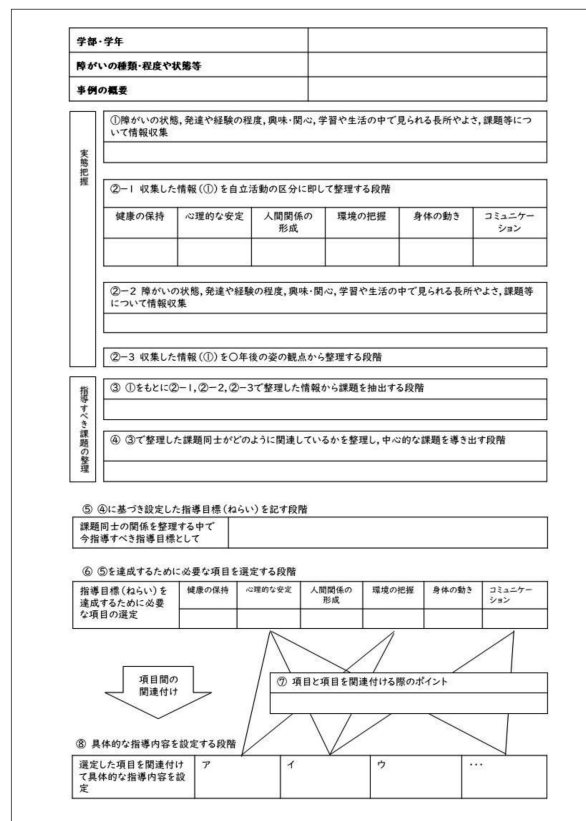 学部・学年
障がいの種類・程度や状態等
事例の概要
実態把握
①障がいの状態,発達や経験の程度,興味・関心,学習や生活の中で見られる長所やよさ,課題等につ
いて情報収集
②-1 収集した情報(①)を自立活動の区分に即して整理する段階
健康の保持 心理的な安定 人間関係の 環境の把握 身体の動き コミュニケー
形成 ション
②-2 障がいの状態,発達や経験の程度,興味・関心,学習や生活の中で見られる長所やよさ,課題等
について情報収集
②-3 収集した情報(①)を〇年後の姿の観点から整理する段階
指導すべき課題の整理
③ ①をもとに②-1,②-2,②-3で整理した情報から課題を抽出する段階
④ ③で整理した課題同士がどのように関連しているかを整理し,中心的な課題を導き出す段階
⑤ ④に基づき設定した指導目標(ねらい)を記す段階
課題同士の関係を整理する中で
今指導すべき指導目標として
⑥ ⑤を達成するために必要な項目を選定する段階
指導目標(ねらい)を
達成するために必要
な項目の選定
健康の保持 心理的な安定 人間関係の 環境の把握 身体の動き コミュニケー
形成 ション
項目間の
関連付け
⑦ 項目と項目を関連付ける際のポイント
⑧ 具体的な指導内容を設定する段階
選定した項目を関連付け
て具体的な指導内容を設
定
ア イ ウ ・・・